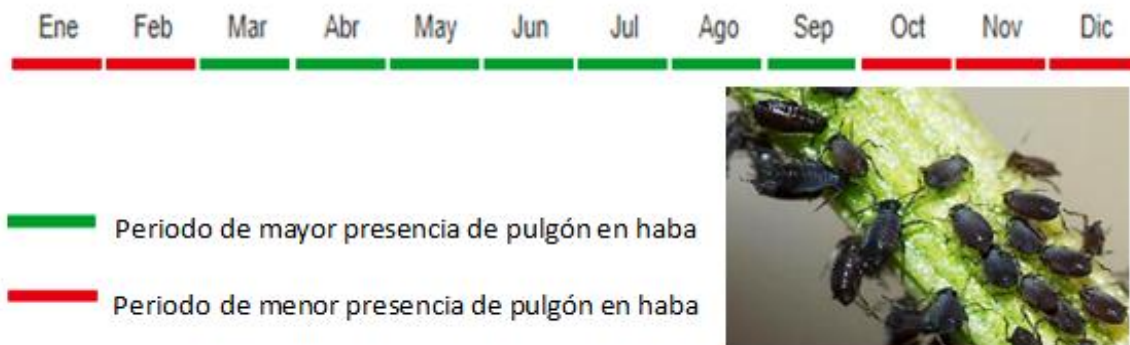 Ene Feb Mar Abr May Jun Jul Ago Sep Oct Nov Dic
Periodo de mayor presencia de pulgón en haba
Periodo de menor presencia de pulgón en haba